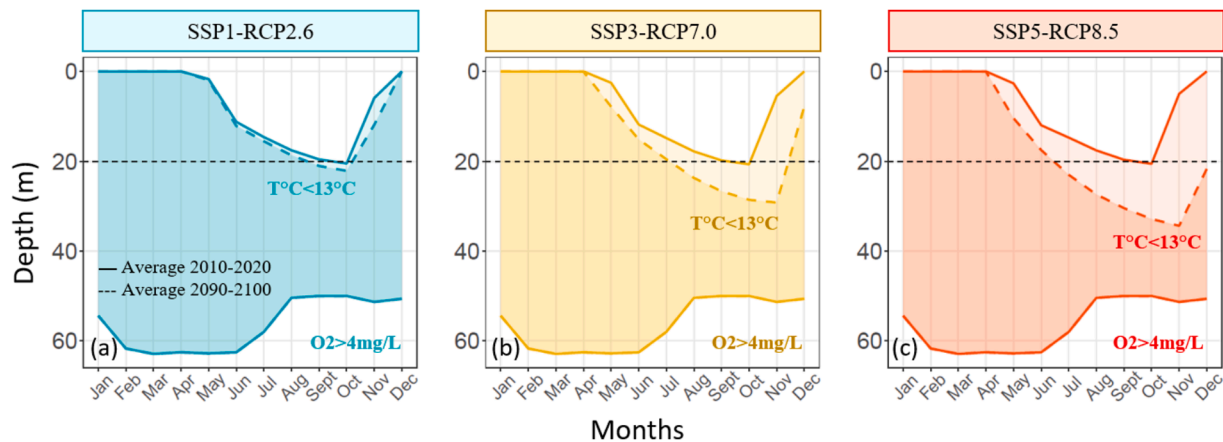 SSP1-RCP2.6
SSP3-RCP7.0
SSP5-RCP8.5
Depth (m)
0
20
40
60
T°C<13°C
Average 2010-2020
Average 2090-2100
(a)
O2>4mg/L
Jan Feb Mar Apr May Jun Jul Aug Sept Oct Nov Dec
0
20
40
60
T°C<13°C
(b)
O2>4mg/L
Jan Feb Mar Apr May Jun Jul Aug Sept Oct Nov Dec
0
20
40
60
T°C<13°C
(c)
O2>4mg/L
Jan Feb Mar Apr May Jun Jul Aug Sept Oct Nov Dec
Months